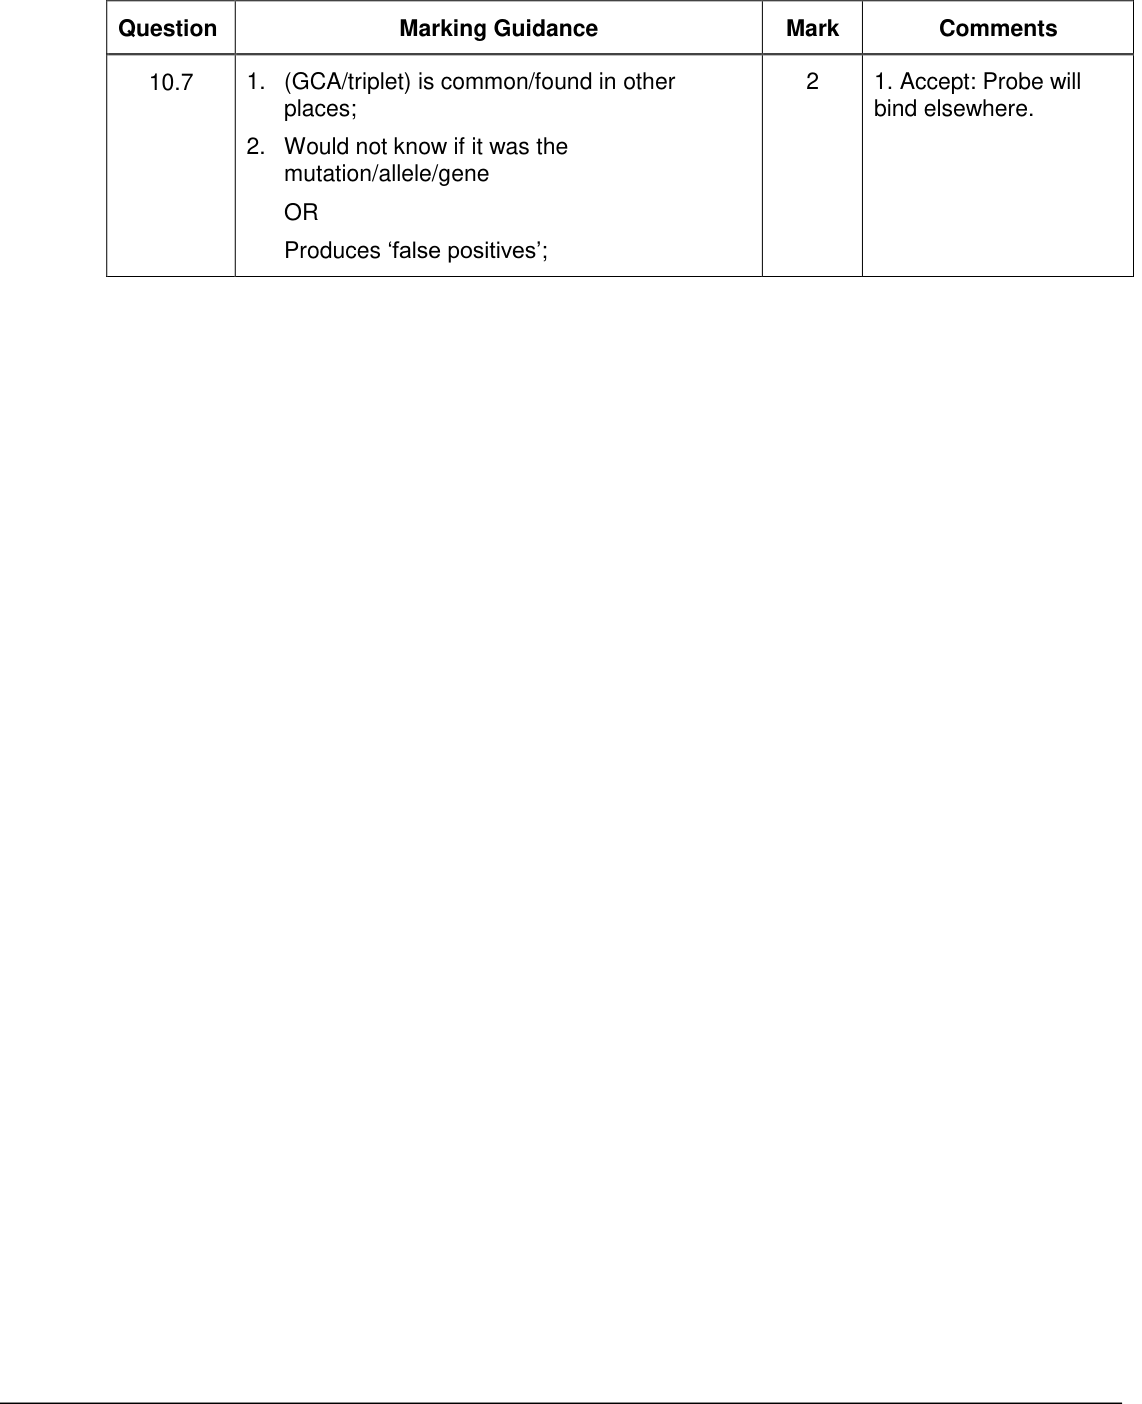 Question Marking Guidance Mark Comments
10.7 1. (GCA/triplet) is common/found in other 2 1. Accept: Probe will
places; bind elsewhere.
2. Would not know if it was the
mutation/allele/gene
OR
Produces ‘false positives’;